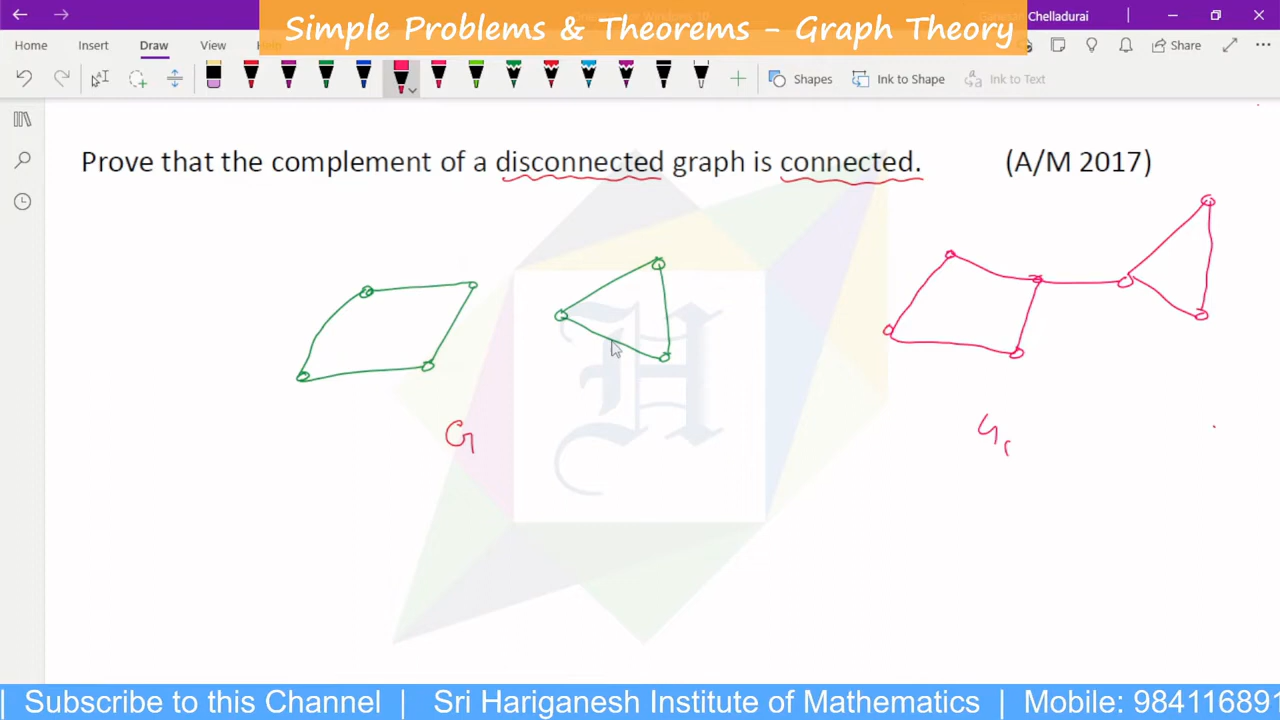 Simple Problems & Theorems - Graph Theory
Chelladurai
Home Insert Draw View
Share
Shapes Ink to Shape Ink to Text
Prove that the complement of a disconnected graph is connected. (A/M 2017)
H
G
G₁
| Subscribe to this Channel | Sri Hariganesh Institute of Mathematics | Mobile: 984116891